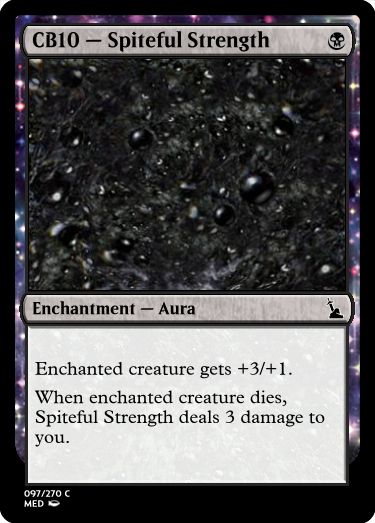 CB10 — Spiteful Strength
Enchantment — Aura
Enchanted creature gets +3/+1.
When enchanted creature dies,
Spiteful Strength deals 3 damage to
you.
097/270 C
MED